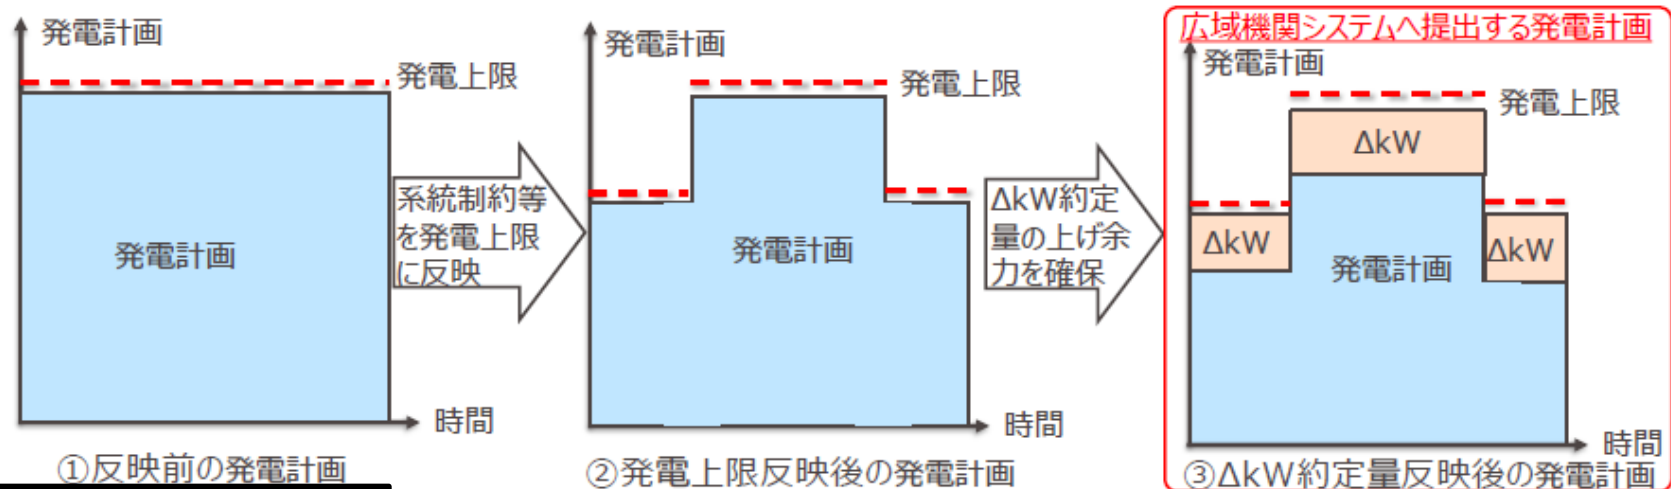 発電計画
発電上限
発電計画
①反映前の発電計画
時間
系統制約等
を発電上限
に反映
発電計画
発電上限
発電計画
時間
②発電上限反映後の発電計画
ΔkW約定
量の上げ余
力を確保
広域機関システムへ提出する発電計画
発電計画
発電上限
ΔkW
ΔkW
ΔkW
発電計画
時間
③ΔkW約定量反映後の発電計画